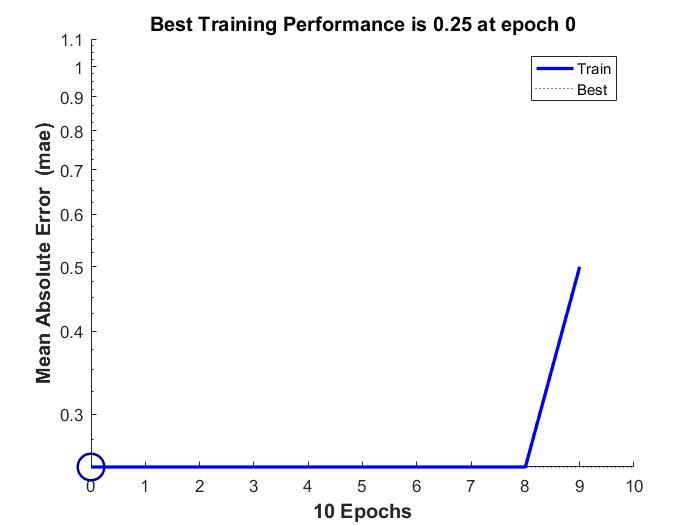 Best Training Performance is 0.25 at epoch 0
Train
Best
Mean Absolute Error (mae)
1.1
1
0.9
0.8
0.7
0.6
0.5
0.4
0.3
0 1 2 3 4 5 6 7 8 9 10
10 Epochs